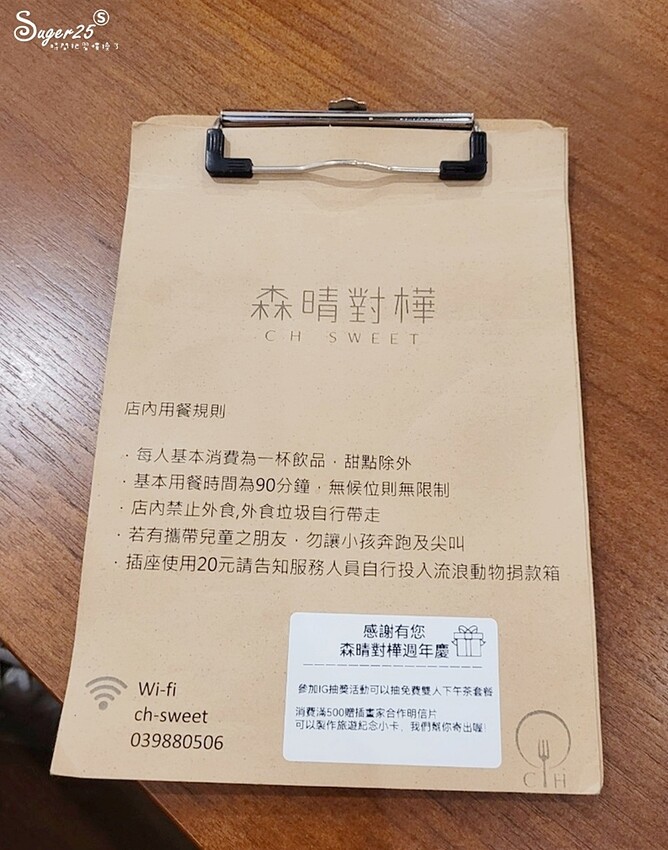 Suger25 S
時間把習慣換了
森晴對樺
CH SWEET
店內用餐規則
· 每人基本消費為一杯飲品，甜點除外
· 基本用餐時間為90分鐘，無候位則無限制
· 店內禁止外食,外食垃圾自行帶走
· 若有攜帶兒童之朋友，勿讓小孩奔跑及尖叫
· 插座使用20元請告知服務人員自行投入流浪動物捐款箱
感謝有您
森晴對樺週年慶
參加IG抽獎活動可以抽免費雙人下午茶套餐
消費滿500贈插畫家合作明信片
可以製作旅遊紀念小卡、我們幫你寄出喔!
Wi-fi
ch-sweet
039880506
CH